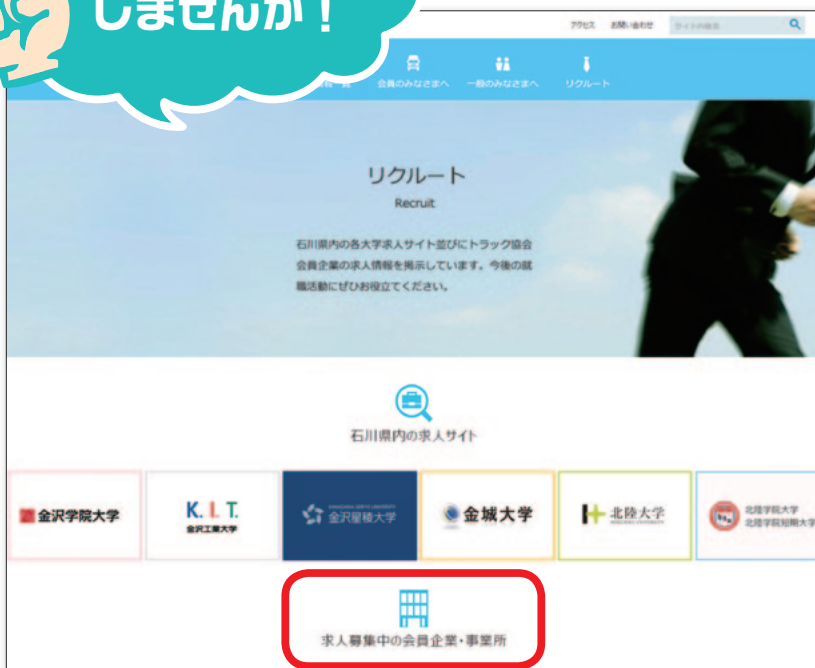 しませんか！
アクセス　お問い合わせ　サイト内検索
会員のみなさまへ　一般のみなさまへ　リクルート
リクルート
Recruit
石川県内の各大学求人サイト並びにトラック協会
会員企業の求人情報を掲示しています。今後の就
職活動にぜひお役立てください。
石川県内の求人サイト
金沢学院大学
K. I. T.
金沢工業大学
金沢星稜大学
金城大学
北陸大学
北陸学院大学
北陸学院短期大学
求人募集中の会員企業・事業所